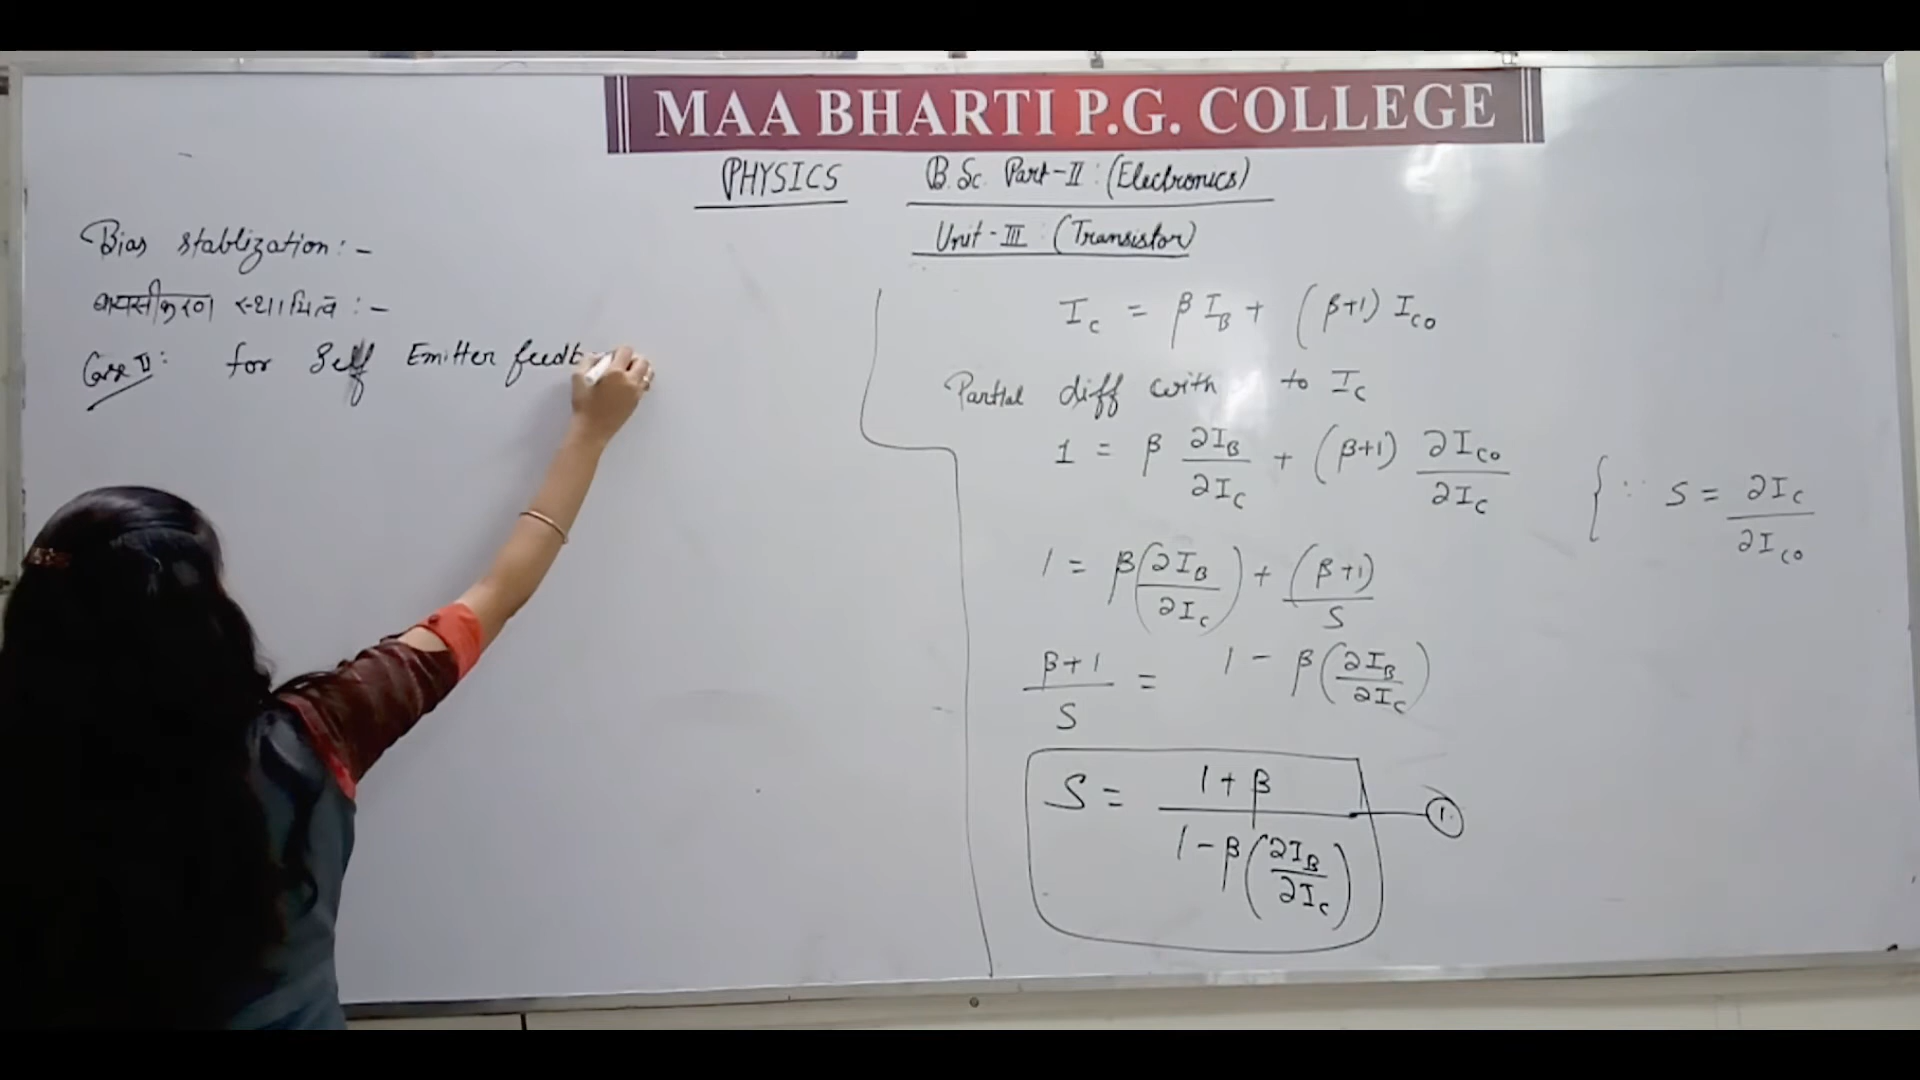 MAA BHARTI P.G. COLLEGE
PHYSICS B.Sc. Part-II : (Electronics)
Unit-III : (Transistor)
Bias stablization :-
बायसीकरण स्थायित्व :-
Case II : for Self Emitter feedb
I_C = β I_B + (β+1) I_CO
Partial diff with to I_C
1 = β ∂I_B/∂I_C + (β+1) ∂I_CO/∂I_C
{ ∵ S = ∂I_C/∂I_CO
1 = β(∂I_B/∂I_C) + (β+1)/S
β+1/S = 1 - β(∂I_B/∂I_C)
S = 1+β/1-β(∂I_B/∂I_C) — ①